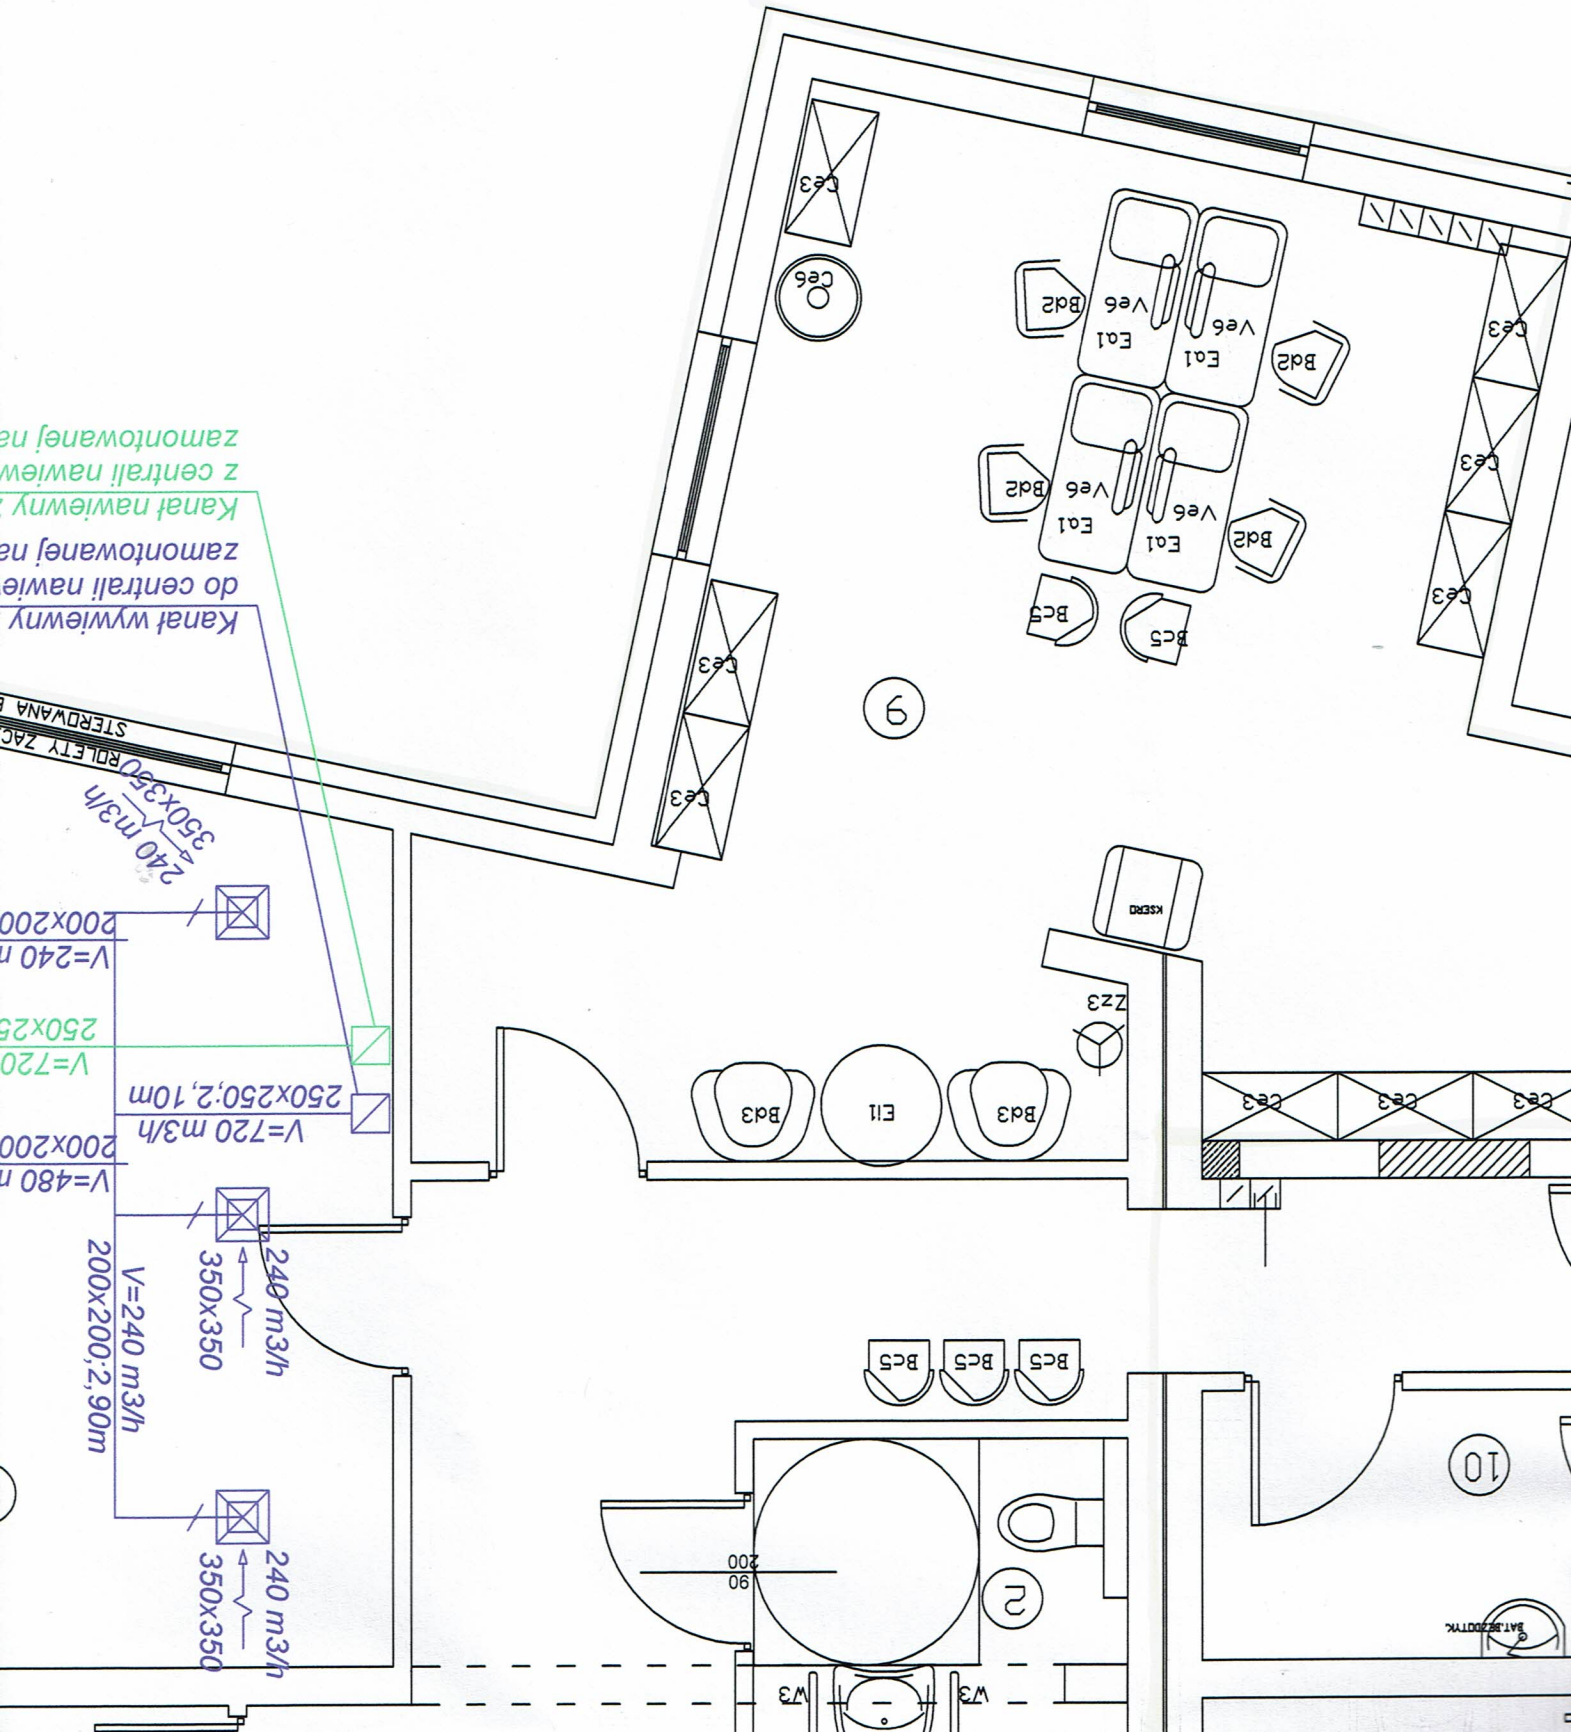 W3
W3
BAT.BEZDOTYK.
2
90
200
240 m3/h
350x350
10
Bc5
Bc5
Bc5
240 m3/h
350x350
V=240 m3/h
200x200;2,90m
V=480 m
200x200
V=720 m3/h
250x250;2,10m
Ce3
Ce3
Ce3
Bd3
Ei1
Bd3
V=720
250x25
Zz3
V=240 m
200x200
KSERO
240 m3/h
350x350
Ce3
ROLETY ZAC
STEROWANA E
6
Ce3
Kanał wywiewny
do centrali nawiew
zamontowanej na
Bc5
Bc5
Ce3
Kanał nawiewny
z centrali nawiew
zamontowanej na
Bd2
Ea1
Ea1
Ve6
Ve6
Bd2
Ce3
Bd2
Ea1
Ea1
Ve6
Ve6
Bd2
Ce3
Ce6
Ce3